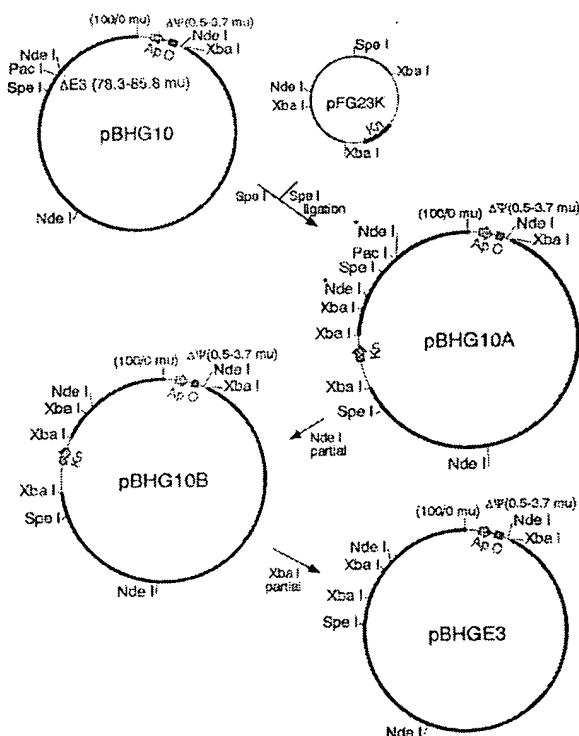 (100/0 mu) ΔΨ(0.5-3.7 mu)
Ap O
Nde I
Xba I
Nde I
Pac I
Spe I
ΔE3 (78.3-85.8 mu)
pBHG10
Nde I
Spe I
Xba I
Nde I
Xba I
pFG23K
Xba I
Spe I
Spe I
ligation
(100/0 mu) ΔΨ(0.5-3.7 mu)
Ap O
Nde I
Xba I
Nde I
Pac I
Spe I
Nde I
Xba I
Xba I
pBHG10A
Xba I
Spe I
Nde I
(100/0 mu) ΔΨ(0.5-3.7 mu)
Ap O
Nde I
Xba I
Nde I
Xba I
Xba I
pBHG10B
Xba I
Spe I
Nde I
Nde I
partial
Xba I
partial
(100/0 mu) ΔΨ(0.5-3.7 mu)
Ap O
Nde I
Xba I
Nde I
Xba I
Xba I
Spe I
pBHGE3
Nde I